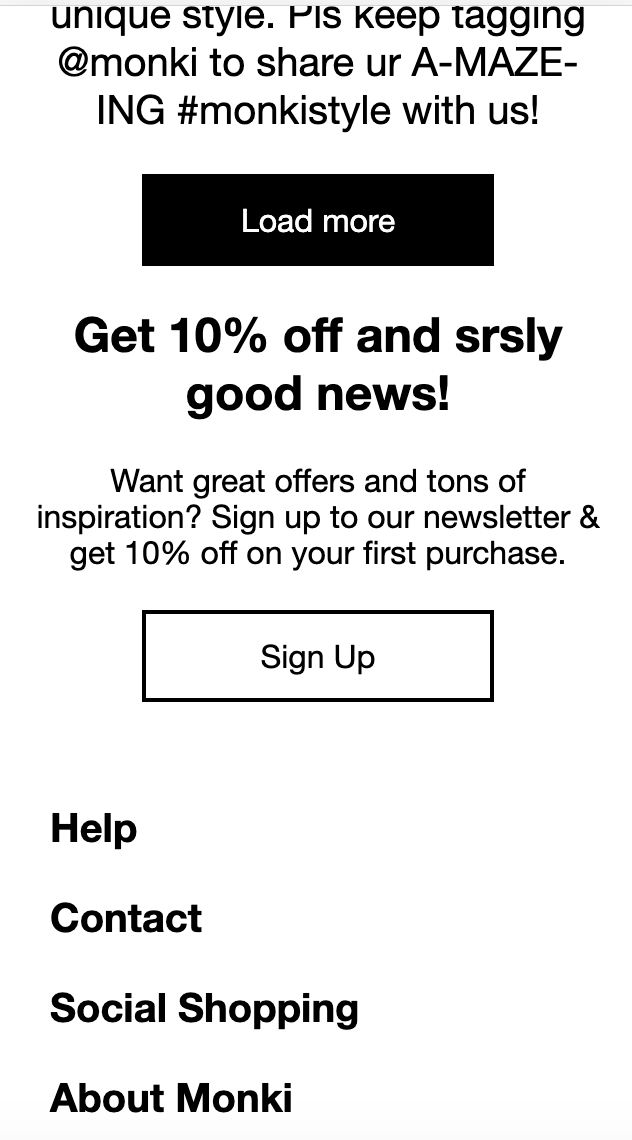 unique style. Pls keep tagging
@monki to share ur A-MAZE-
ING #monkistyle with us!
Load more
Get 10% off and srsly
good news!
Want great offers and tons of
inspiration? Sign up to our newsletter &
get 10% off on your first purchase.
Sign Up
Help
Contact
Social Shopping
About Monki